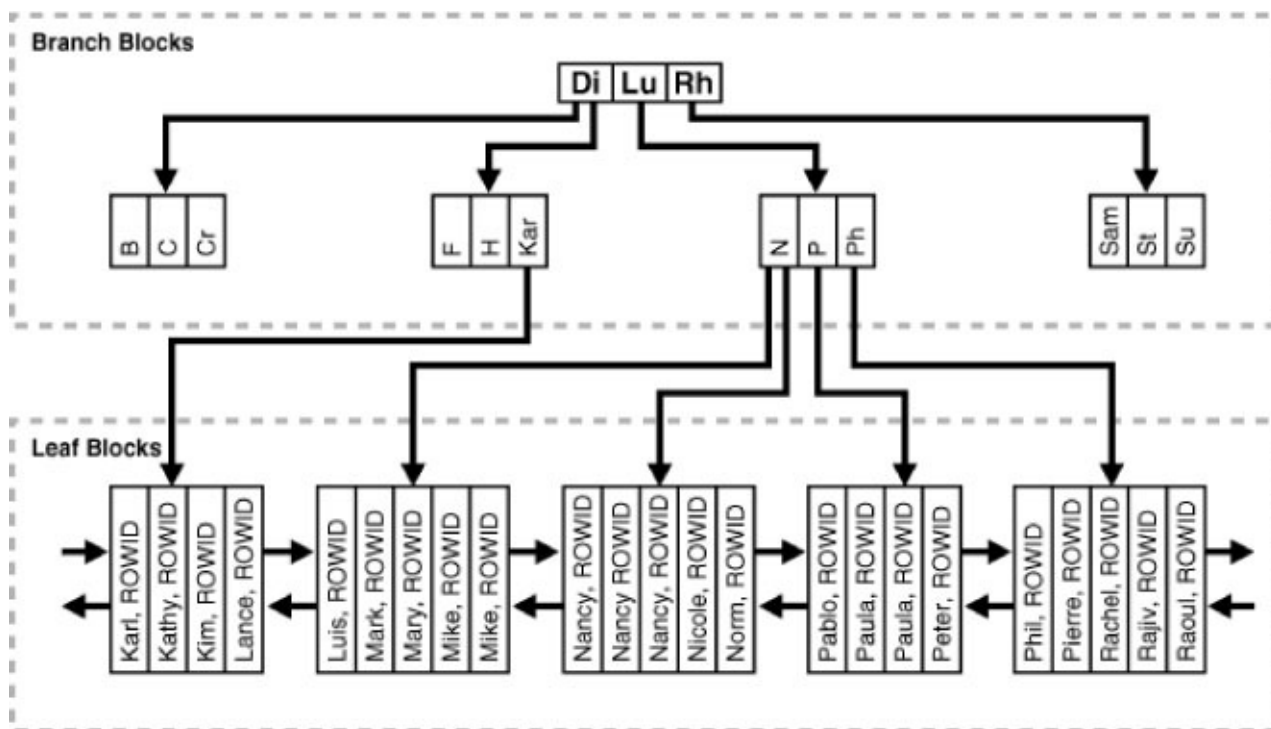 Branch Blocks
Di Lu Rh
B C Cr
F H Kar
N P Ph
Sam St Su
Leaf Blocks
Karl, ROWID
Kathy, ROWID
Kim, ROWID
Lance, ROWID
Luis, ROWID
Mark, ROWID
Mary, ROWID
Mike, ROWID
Mike, ROWID
Nancy, ROWID
Nancy ROWID
Nancy, ROWID
Nicole, ROWID
Norm, ROWID
Pablo, ROWID
Paula, ROWID
Paula, ROWID
Peter, ROWID
Phil, ROWID
Pierre, ROWID
Rachel, ROWID
Rajiv, ROWID
Raoul, ROWID